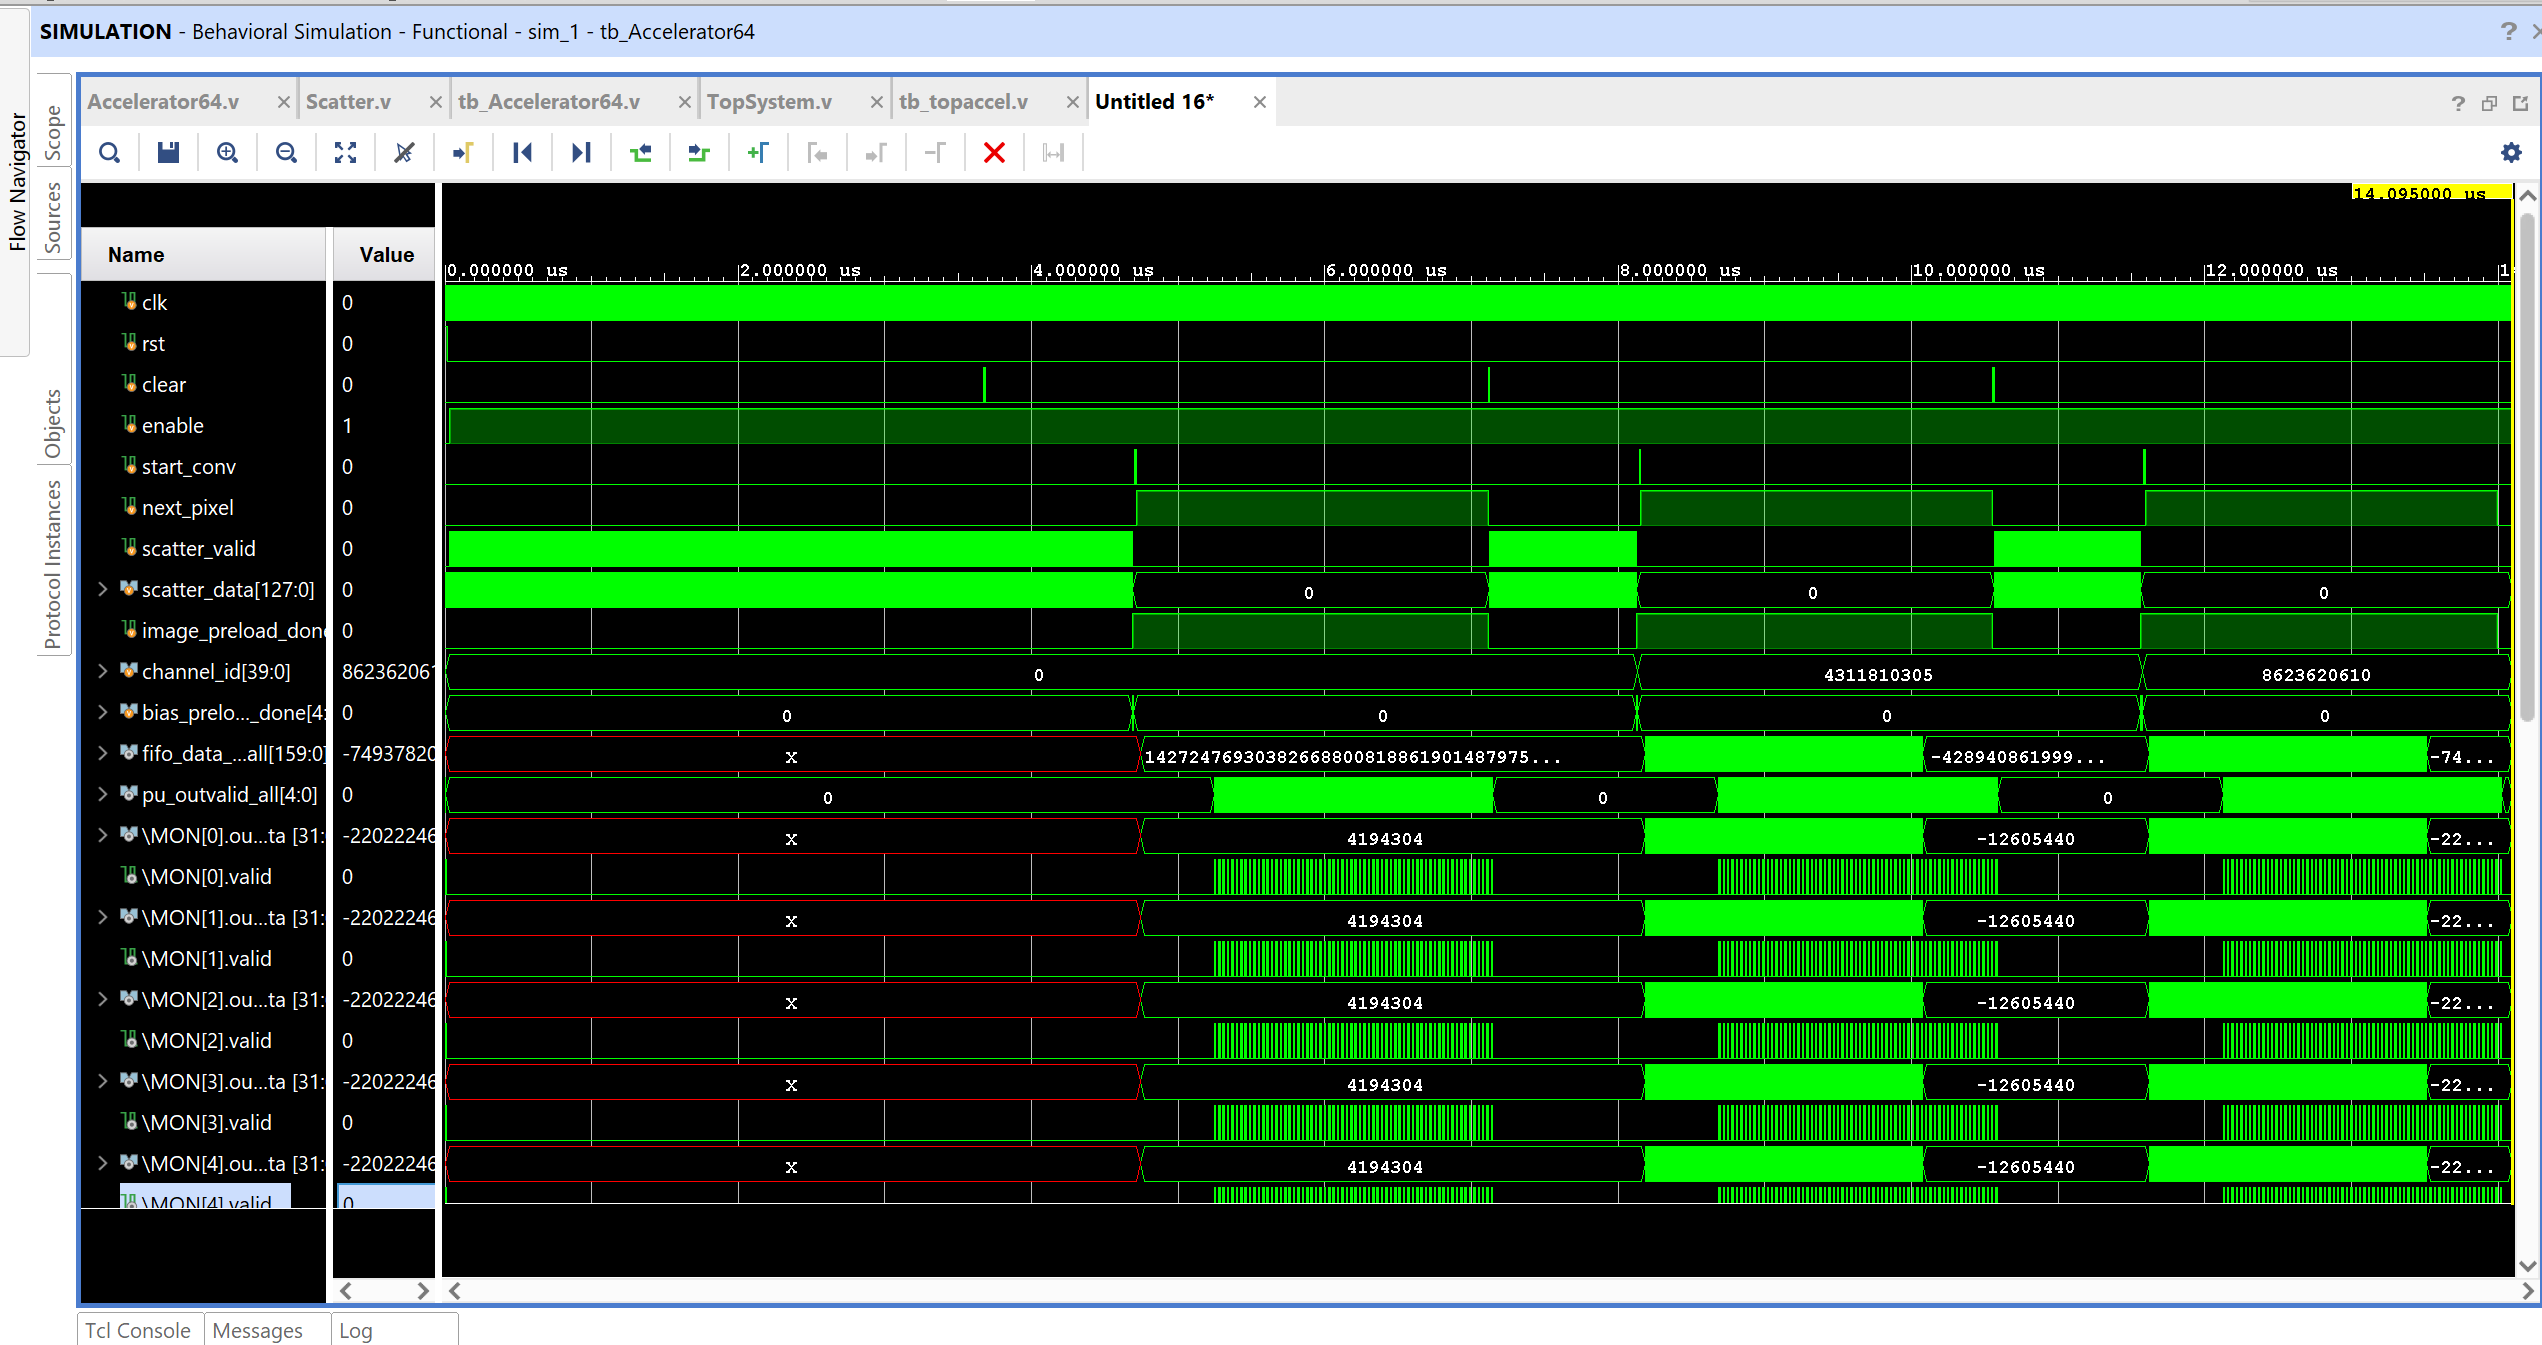 SIMULATION - Behavioral Simulation - Functional - sim_1 - tb_Accelerator64
Flow Navigator
Scope
Sources
Objects
Protocol Instances
Accelerator64.v
Scatter.v
tb_Accelerator64.v
TopSystem.v
tb_topaccel.v
Untitled 16*
14.095000 us
Name Value
0.000000 us 2.000000 us 4.000000 us 6.000000 us 8.000000 us 10.000000 us 12.000000 us 1
clk 0
rst 0
clear 0
enable 1
start_conv 0
next_pixel 0
scatter_valid 0
scatter_data[127:0] 0 0 0 0
image_preload_don 0
channel_id[39:0] 862362061 0 4311810305 8623620610
bias_prelo..._done[4: 0 0 0 0 0
fifo_data_...all[159:0] -74937820 X 14272476930382668800818861901487975... -428940861999... -74...
pu_outvalid_all[4:0] 0 0 0 0
\MON[0].ou...ta [31: -22022246 X 4194304 -12605440 -22...
\MON[0].valid 0
\MON[1].ou...ta [31: -22022246 X 4194304 -12605440 -22...
\MON[1].valid 0
\MON[2].ou...ta [31: -22022246 X 4194304 -12605440 -22...
\MON[2].valid 0
\MON[3].ou...ta [31: -22022246 X 4194304 -12605440 -22...
\MON[3].valid 0
\MON[4].ou...ta [31: -22022246 X 4194304 -12605440 -22...
\MON[4].valid 0
Tcl Console Messages Log